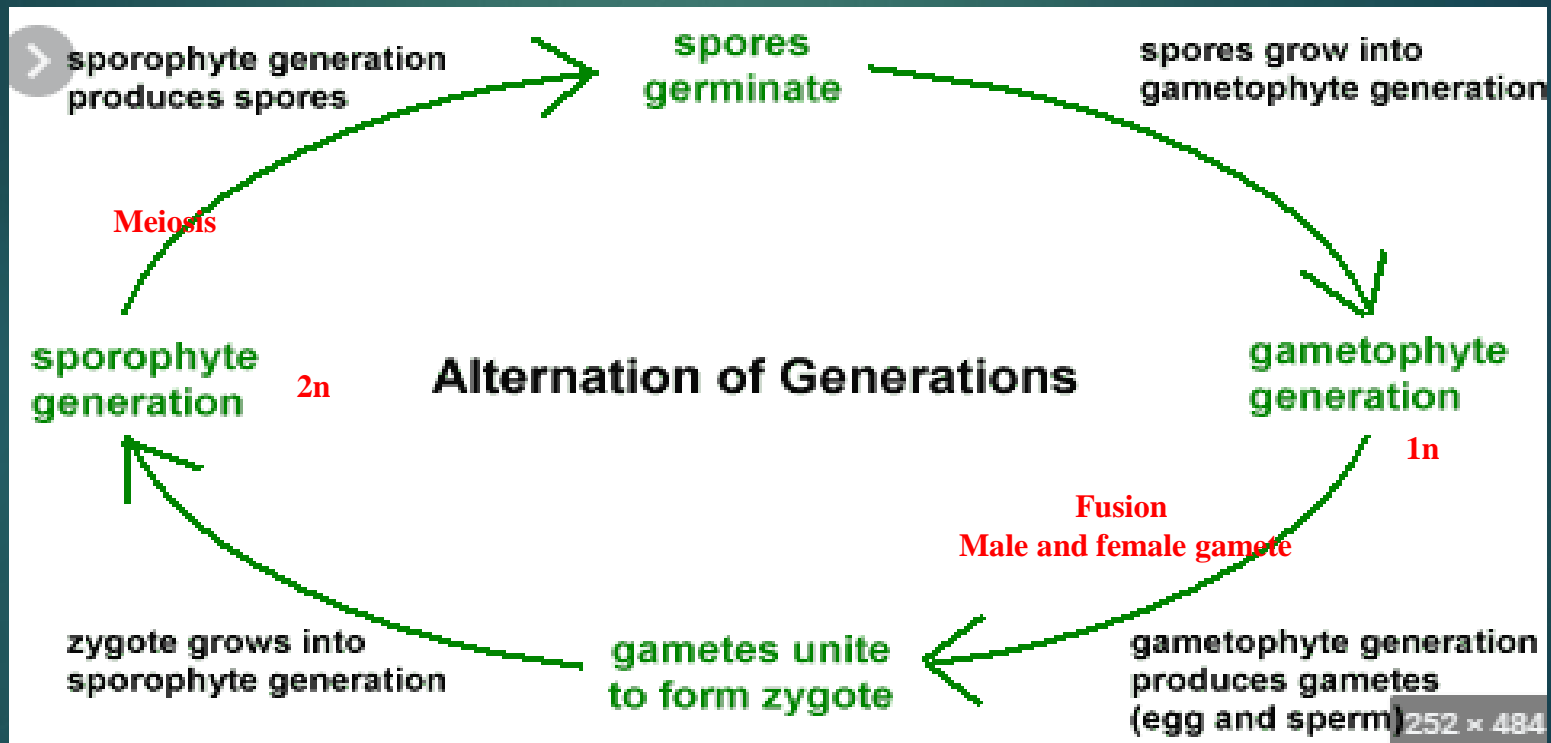 sporophyte generation
produces spores
spores
germinate
spores grow into
gametophyte generation
Meiosis
sporophyte
generation
2n
Alternation of Generations
gametophyte
generation
1n
Fusion
Male and female gamete
zygote grows into
sporophyte generation
gametes unite
to form zygote
gametophyte generation
produces gametes
(egg and sperm)
252 × 484